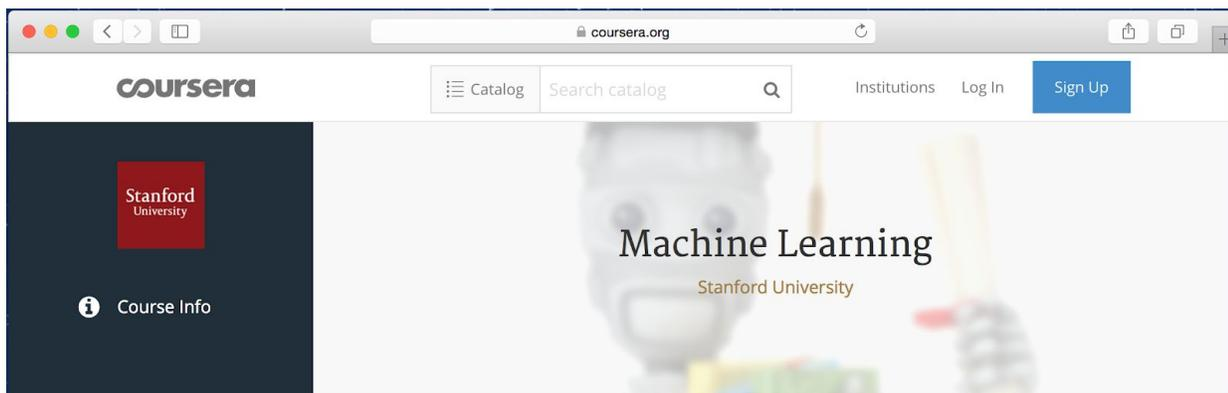 coursera.org
coursera
Catalog
Search catalog
Institutions
Log In
Sign Up
Stanford
University
Machine Learning
Stanford University
Course Info